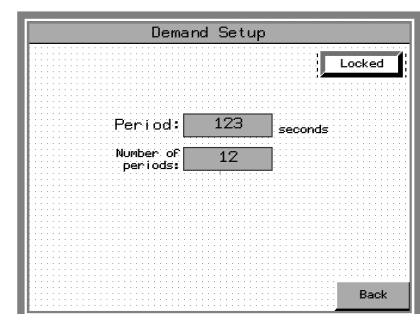 Demand Setup
Locked
Period: 123 seconds
Number of
periods: 12
Back